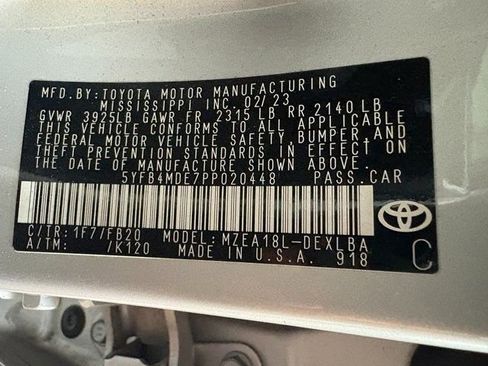 MFD.BY:TOYOTA MOTOR MANUFACTURING
MISSISSIPPI INC. 02/23
GVWR 3925LB GAWR FR 2315 LB RR 2140 LB
THIS VEHICLE CONFORMS TO ALL APPLICABLE
FEDERAL MOTOR VEHICLE SAFETY, BUMPER, AND
THEFT PREVENTION STANDARDS IN EFFECT ON
THE DATE OF MANUFACTURE SHOWN ABOVE.
5YFB4MDE7PP020448 PASS.CAR
C/TR: 1F7/FB20 MODEL: MZEA18L-DEXLBA
A/TM: /K120 MADE IN U.S.A. 918
C